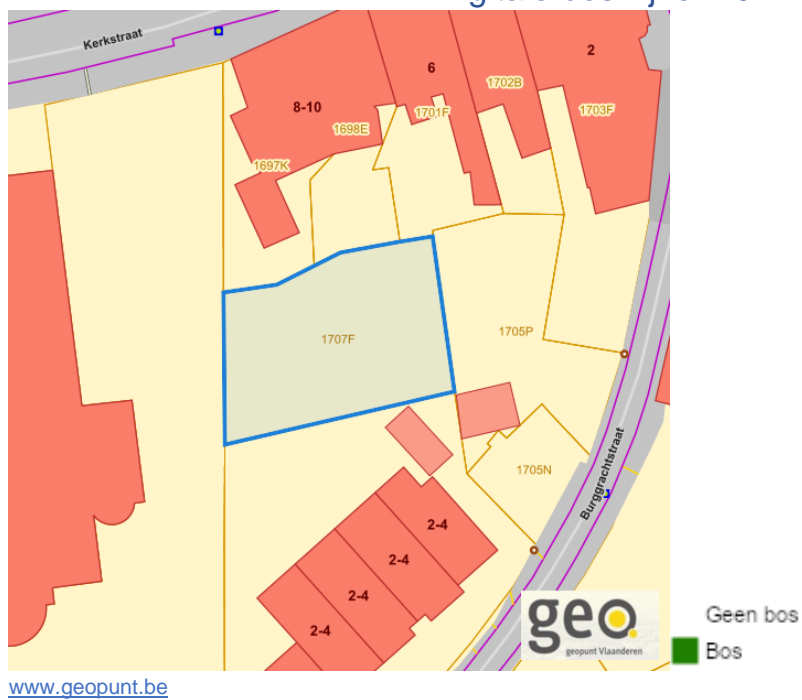 Kerkstraat
6
2
1702B
8-10
1701F
1703F
1698E
1697K
1707F
1705P
Burggrachtstraat
1705N
2-4
2-4
2-4
2-4
geo
geopunt Vlaanderen
Geen bos
Bos
www.geopunt.be